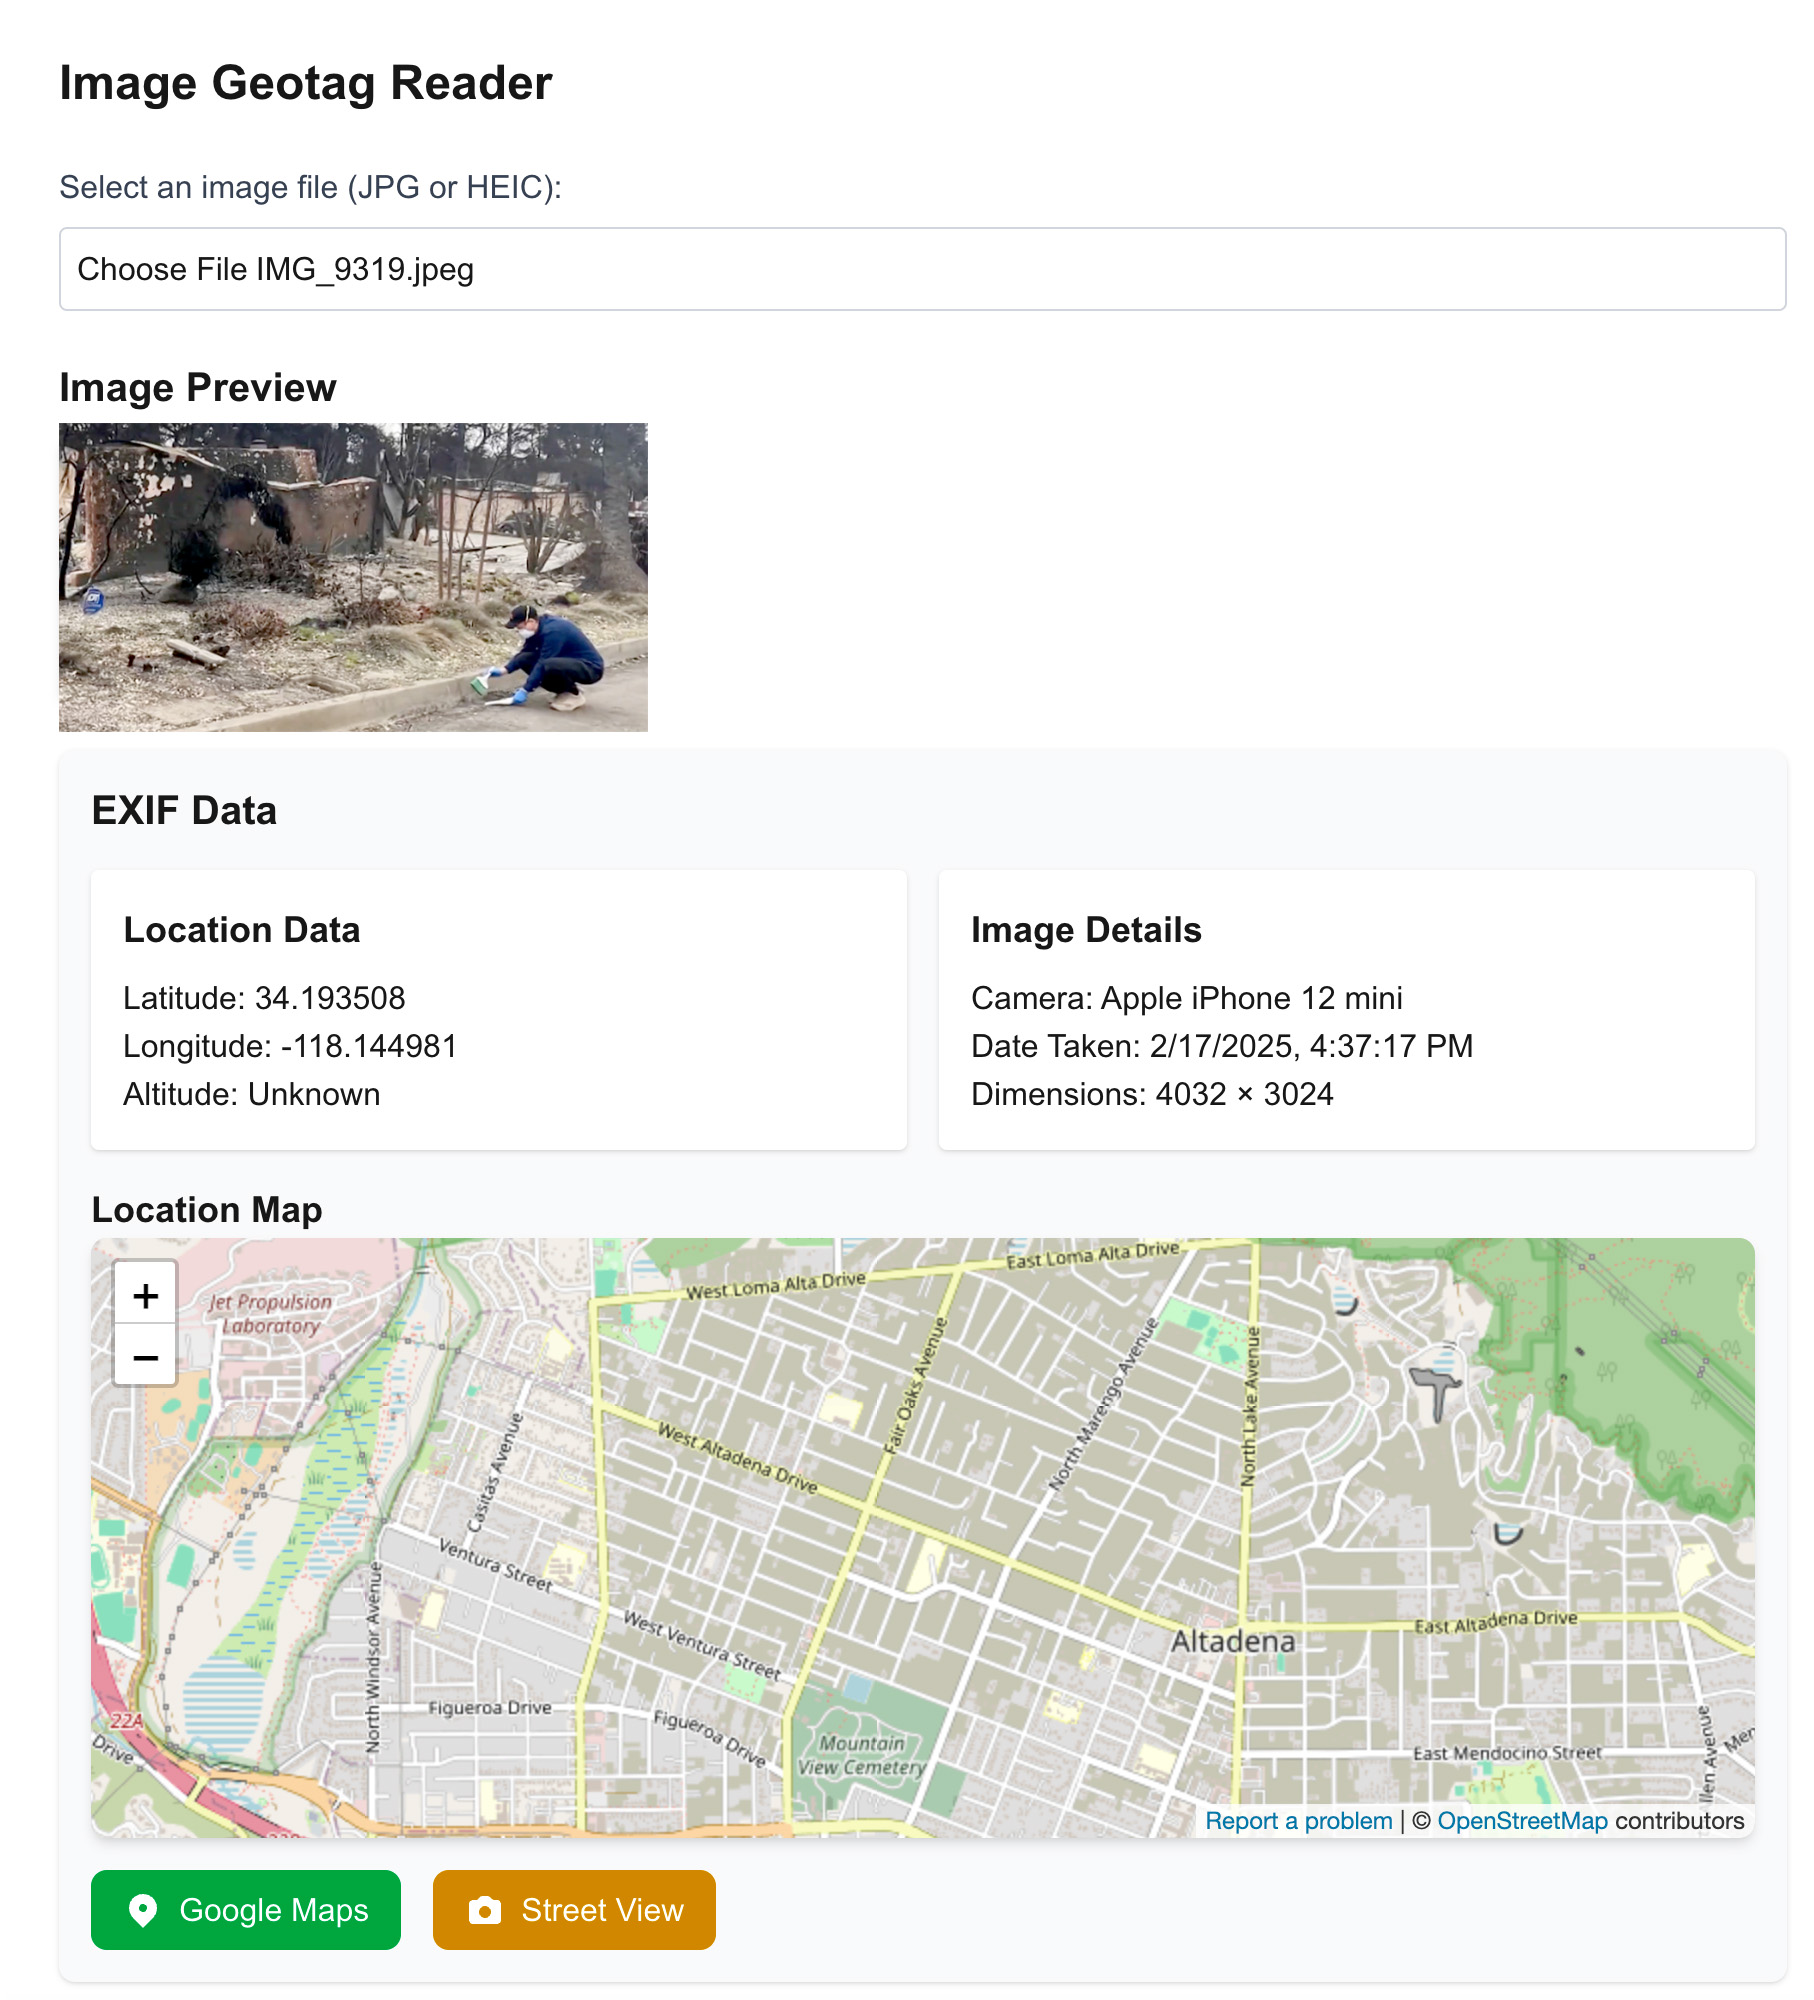 Image Geotag Reader
Select an image file (JPG or HEIC):
Choose File IMG_9319.jpeg
Image Preview
EXIF Data
Location Data
Latitude: 34.193508
Longitude: -118.144981
Altitude: Unknown
Image Details
Camera: Apple iPhone 12 mini
Date Taken: 2/17/2025, 4:37:17 PM
Dimensions: 4032 × 3024
Location Map
+
−
Jet Propulsion
Laboratory
West Loma Alta Drive
East Loma Alta Drive
Fair Oaks Avenue
North Marengo Avenue
North Lake Avenue
West Altadena Drive
Casitas Avenue
Ventura Street
North Windsor Avenue
West Ventura Street
Altadena
East Altadena Drive
Figueroa Drive
Figueroa Drive
22A
Drive
Mountain
View Cemetery
East Mendocino Street
llen Avenue
Men
Report a problem | © OpenStreetMap contributors
Google Maps
Street View